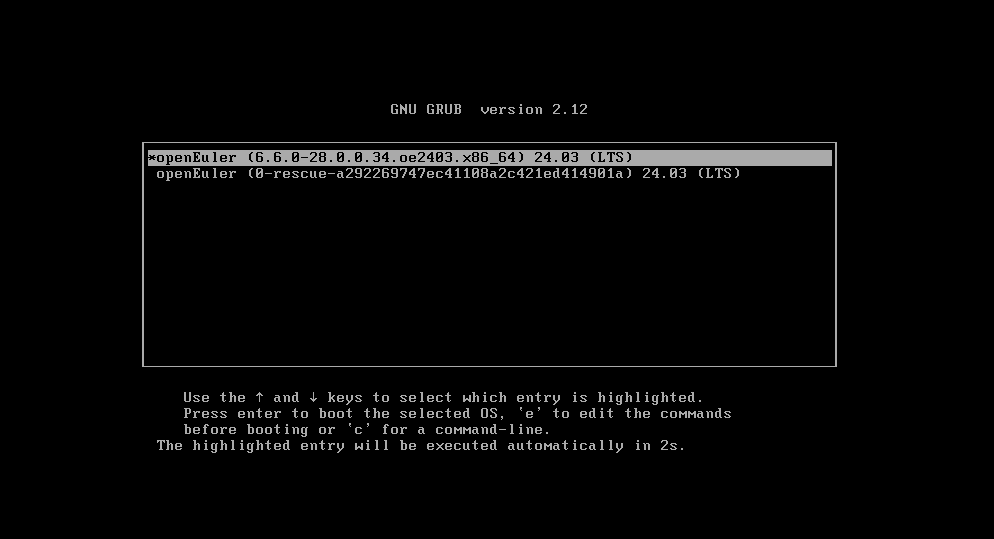 GNU GRUB  version 2.12
*openEuler (6.6.0-28.0.0.34.oe2403.x86_64) 24.03 (LTS)
openEuler (0-rescue-a292269747ec41108a2c421ed414901a) 24.03 (LTS)
Use the ↑ and ↓ keys to select which entry is highlighted.
Press enter to boot the selected OS, `e' to edit the commands
before booting or `c' for a command-line.
The highlighted entry will be executed automatically in 2s.